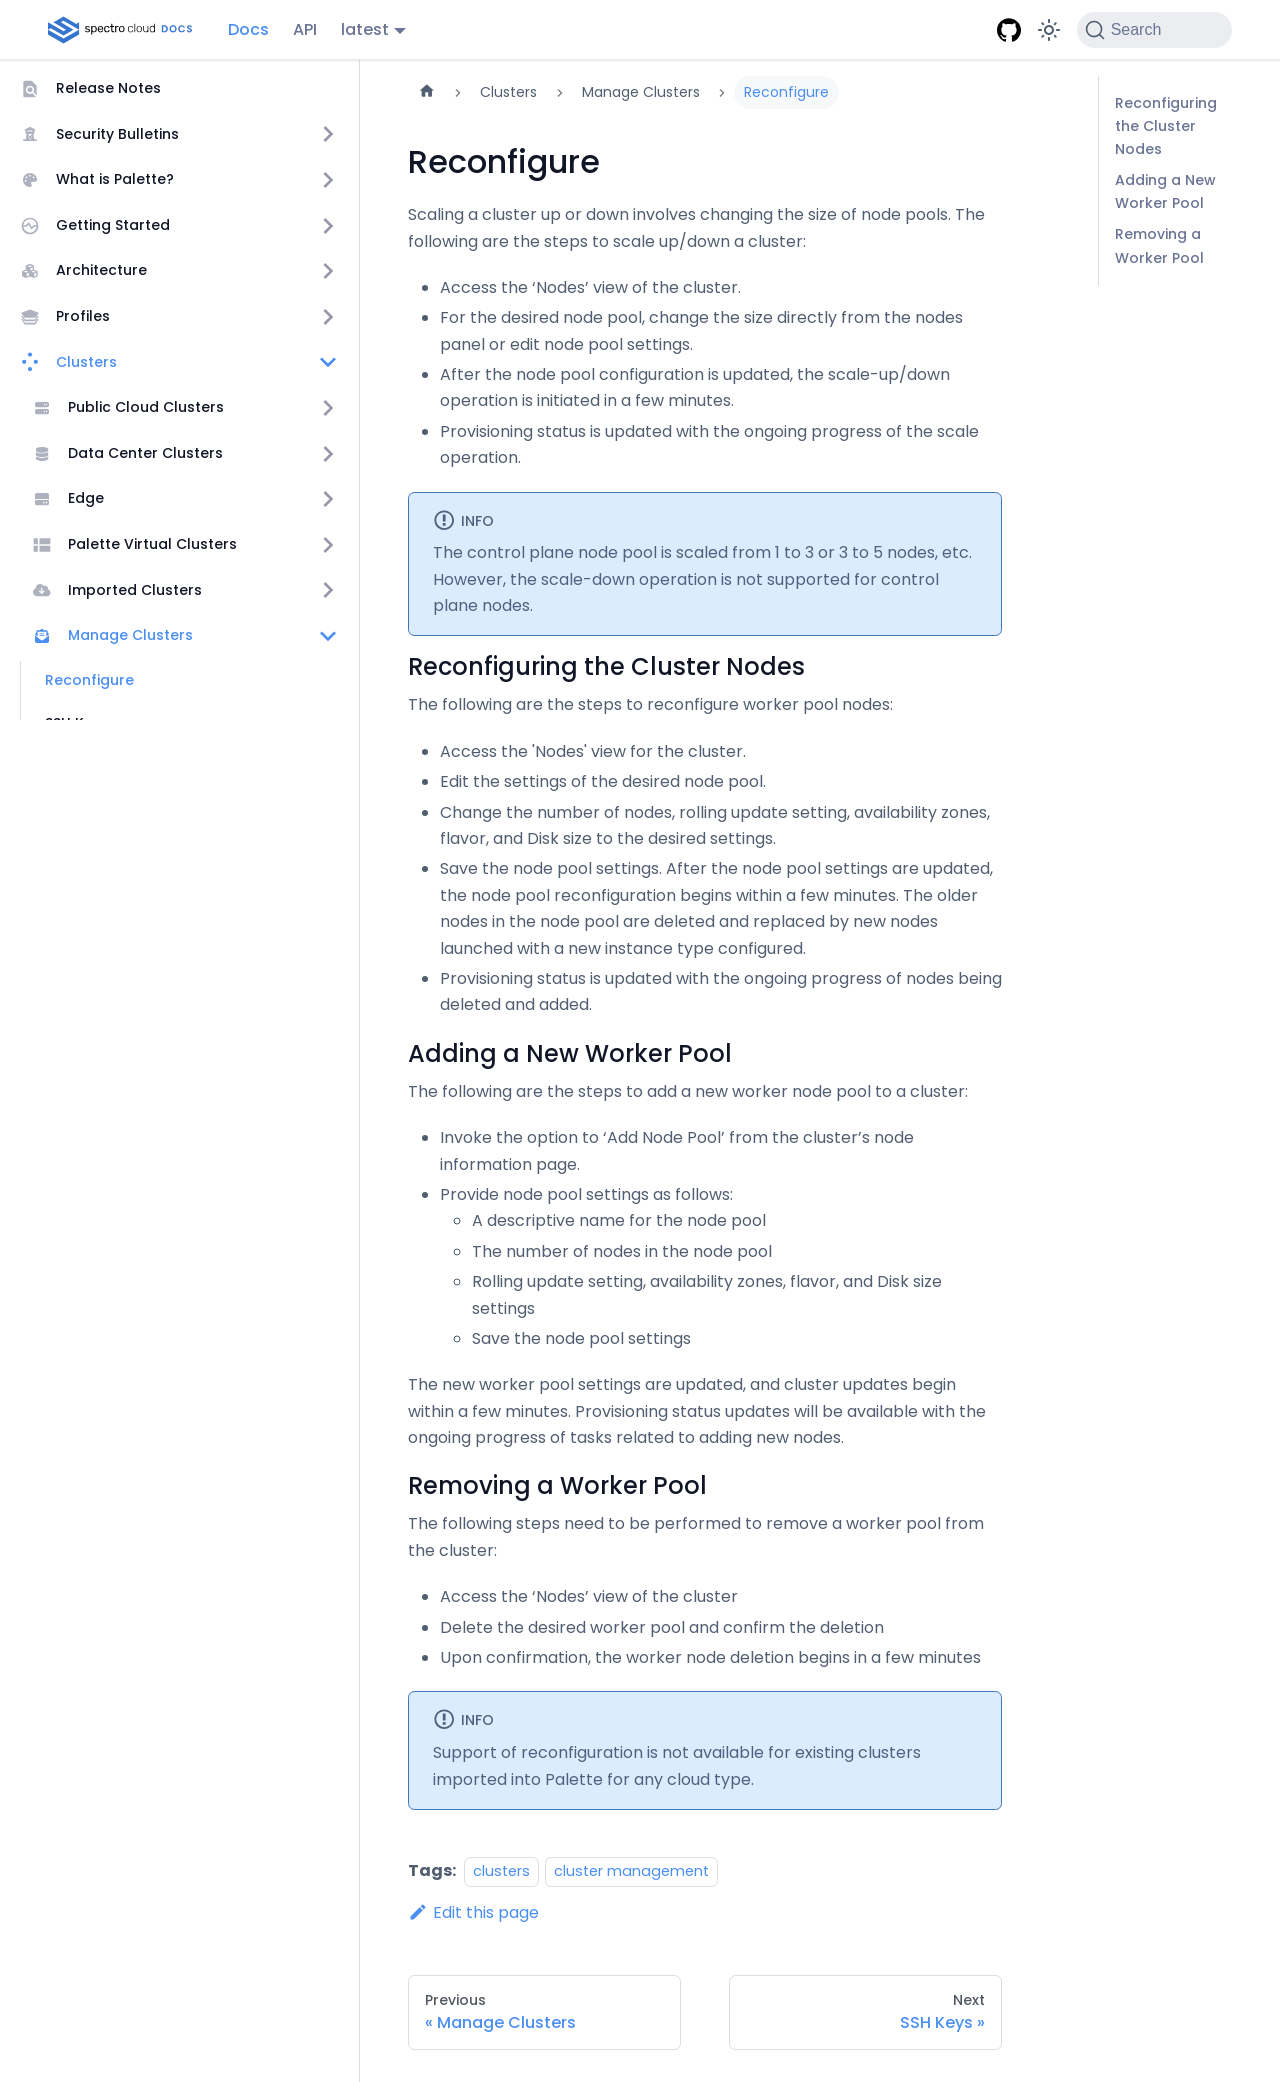 spectro cloud DOCS
Docs
API
latest
Search
Release Notes
Security Bulletins
What is Palette?
Getting Started
Architecture
Profiles
Clusters
Public Cloud Clusters
Data Center Clusters
Edge
Palette Virtual Clusters
Imported Clusters
Manage Clusters
Reconfigure
Clusters
Manage Clusters
Reconfigure
Reconfigure
Scaling a cluster up or down involves changing the size of node pools. The
following are the steps to scale up/down a cluster:
Access the ‘Nodes’ view of the cluster.
For the desired node pool, change the size directly from the nodes
panel or edit node pool settings.
After the node pool configuration is updated, the scale-up/down
operation is initiated in a few minutes.
Provisioning status is updated with the ongoing progress of the scale
operation.
INFO
The control plane node pool is scaled from 1 to 3 or 3 to 5 nodes, etc.
However, the scale-down operation is not supported for control
plane nodes.
Reconfiguring the Cluster Nodes
The following are the steps to reconfigure worker pool nodes:
Access the 'Nodes' view for the cluster.
Edit the settings of the desired node pool.
Change the number of nodes, rolling update setting, availability zones,
flavor, and Disk size to the desired settings.
Save the node pool settings. After the node pool settings are updated,
the node pool reconfiguration begins within a few minutes. The older
nodes in the node pool are deleted and replaced by new nodes
launched with a new instance type configured.
Provisioning status is updated with the ongoing progress of nodes being
deleted and added.
Adding a New Worker Pool
The following are the steps to add a new worker node pool to a cluster:
Invoke the option to ‘Add Node Pool’ from the cluster’s node
information page.
Provide node pool settings as follows:
A descriptive name for the node pool
The number of nodes in the node pool
Rolling update setting, availability zones, flavor, and Disk size
settings
Save the node pool settings
The new worker pool settings are updated, and cluster updates begin
within a few minutes. Provisioning status updates will be available with the
ongoing progress of tasks related to adding new nodes.
Removing a Worker Pool
The following steps need to be performed to remove a worker pool from
the cluster:
Access the ‘Nodes’ view of the cluster
Delete the desired worker pool and confirm the deletion
Upon confirmation, the worker node deletion begins in a few minutes
INFO
Support of reconfiguration is not available for existing clusters
imported into Palette for any cloud type.
Tags: clusters cluster management
Edit this page
Previous
« Manage Clusters
Next
SSH Keys »
Reconfiguring
the Cluster
Nodes
Adding a New
Worker Pool
Removing a
Worker Pool